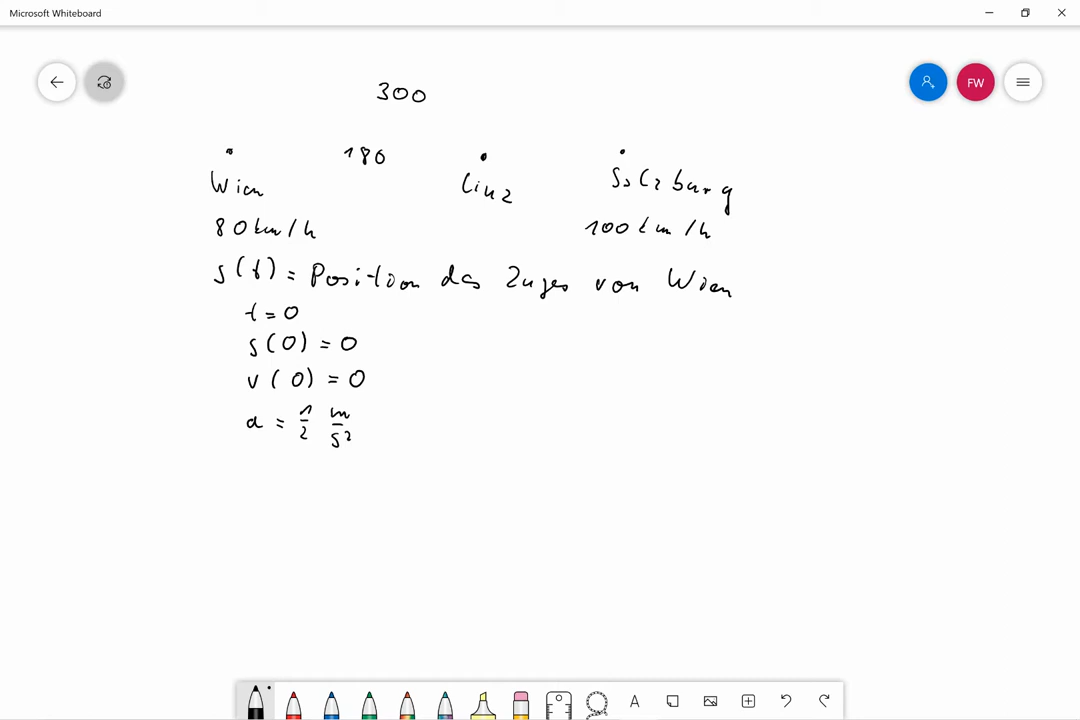 Microsoft Whiteboard
FW
300
180
Wien Linz Salzburg
80 km/h 100 km/h
s(t) = Position des Zuges von Wien
t = 0
s(0) = 0
v(0) = 0
a = 1/2 m/s²
A